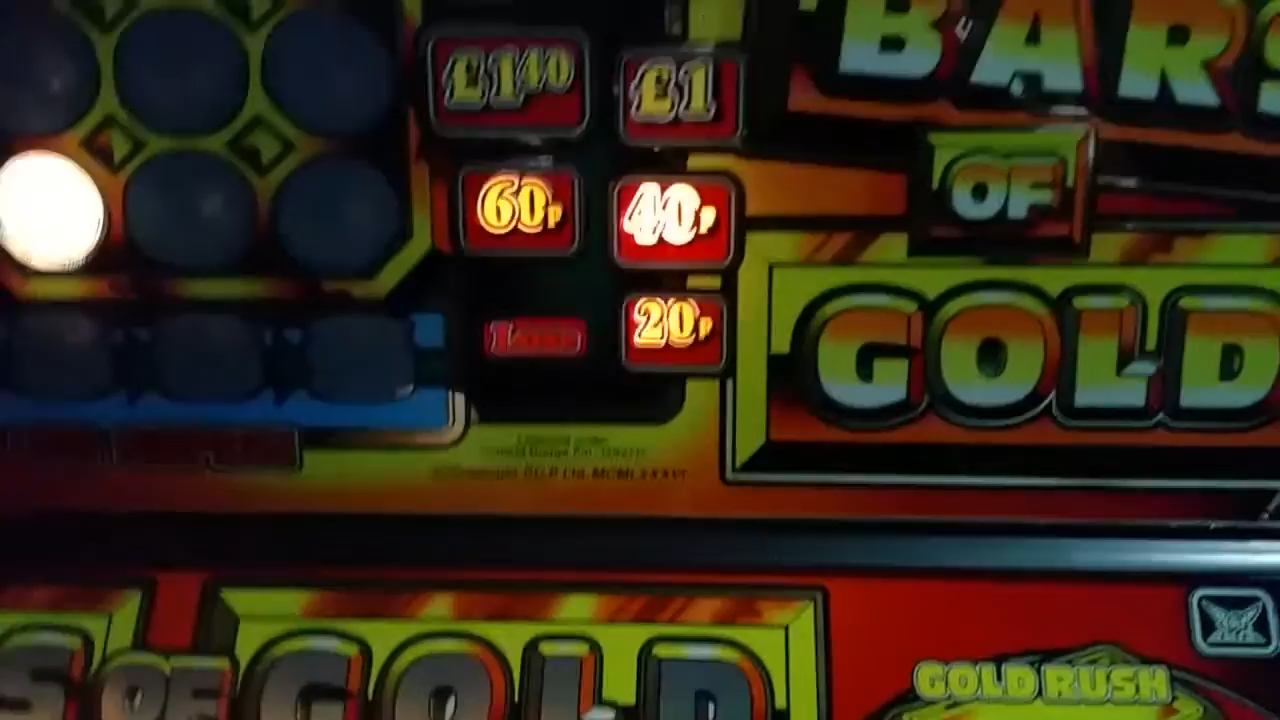 £1.40 £1
60p 40p
20p
BARS
OF
GOLD
S OF GOLD
GOLD RUSH